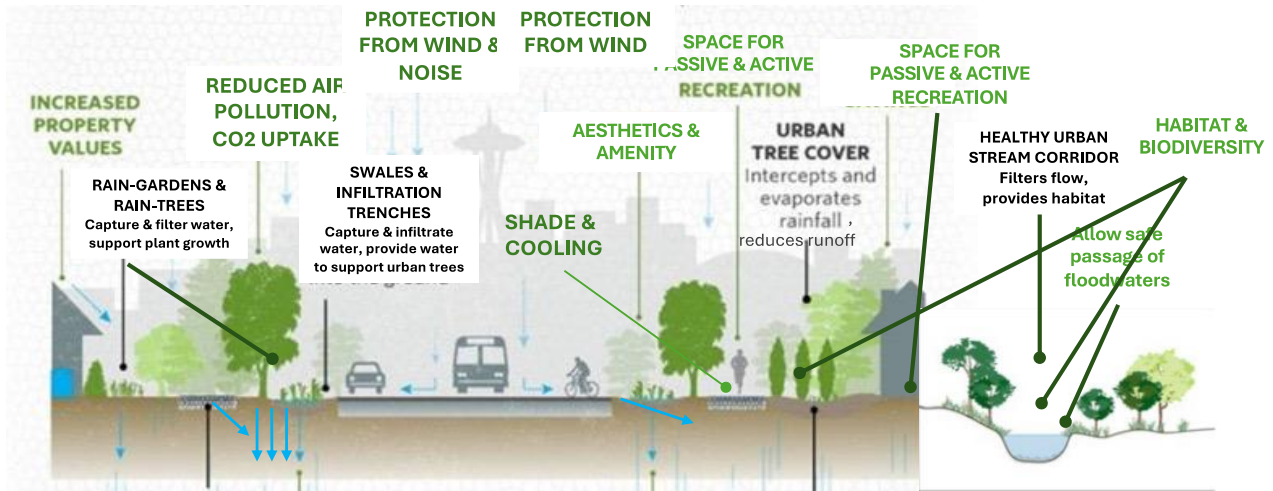 PROTECTION
FROM WIND &
NOISE
PROTECTION
FROM WIND
SPACE FOR
PASSIVE & ACTIVE
RECREATION
SPACE FOR
PASSIVE & ACTIVE
RECREATION
INCREASED
PROPERTY
VALUES
REDUCED AIR
POLLUTION,
CO2 UPTAKE
AESTHETICS &
AMENITY
URBAN
TREE COVER
Intercepts and
evaporates
rainfall ,
reduces runoff
HEALTHY URBAN
STREAM CORRIDOR
Filters flow,
provides habitat
HABITAT &
BIODIVERSITY
RAIN-GARDENS &
RAIN-TREES
Capture & filter water,
support plant growth
SWALES &
INFILTRATION
TRENCHES
Capture & infiltrate
water, provide water
to support urban trees
SHADE &
COOLING
Allow safe
passage of
floodwaters